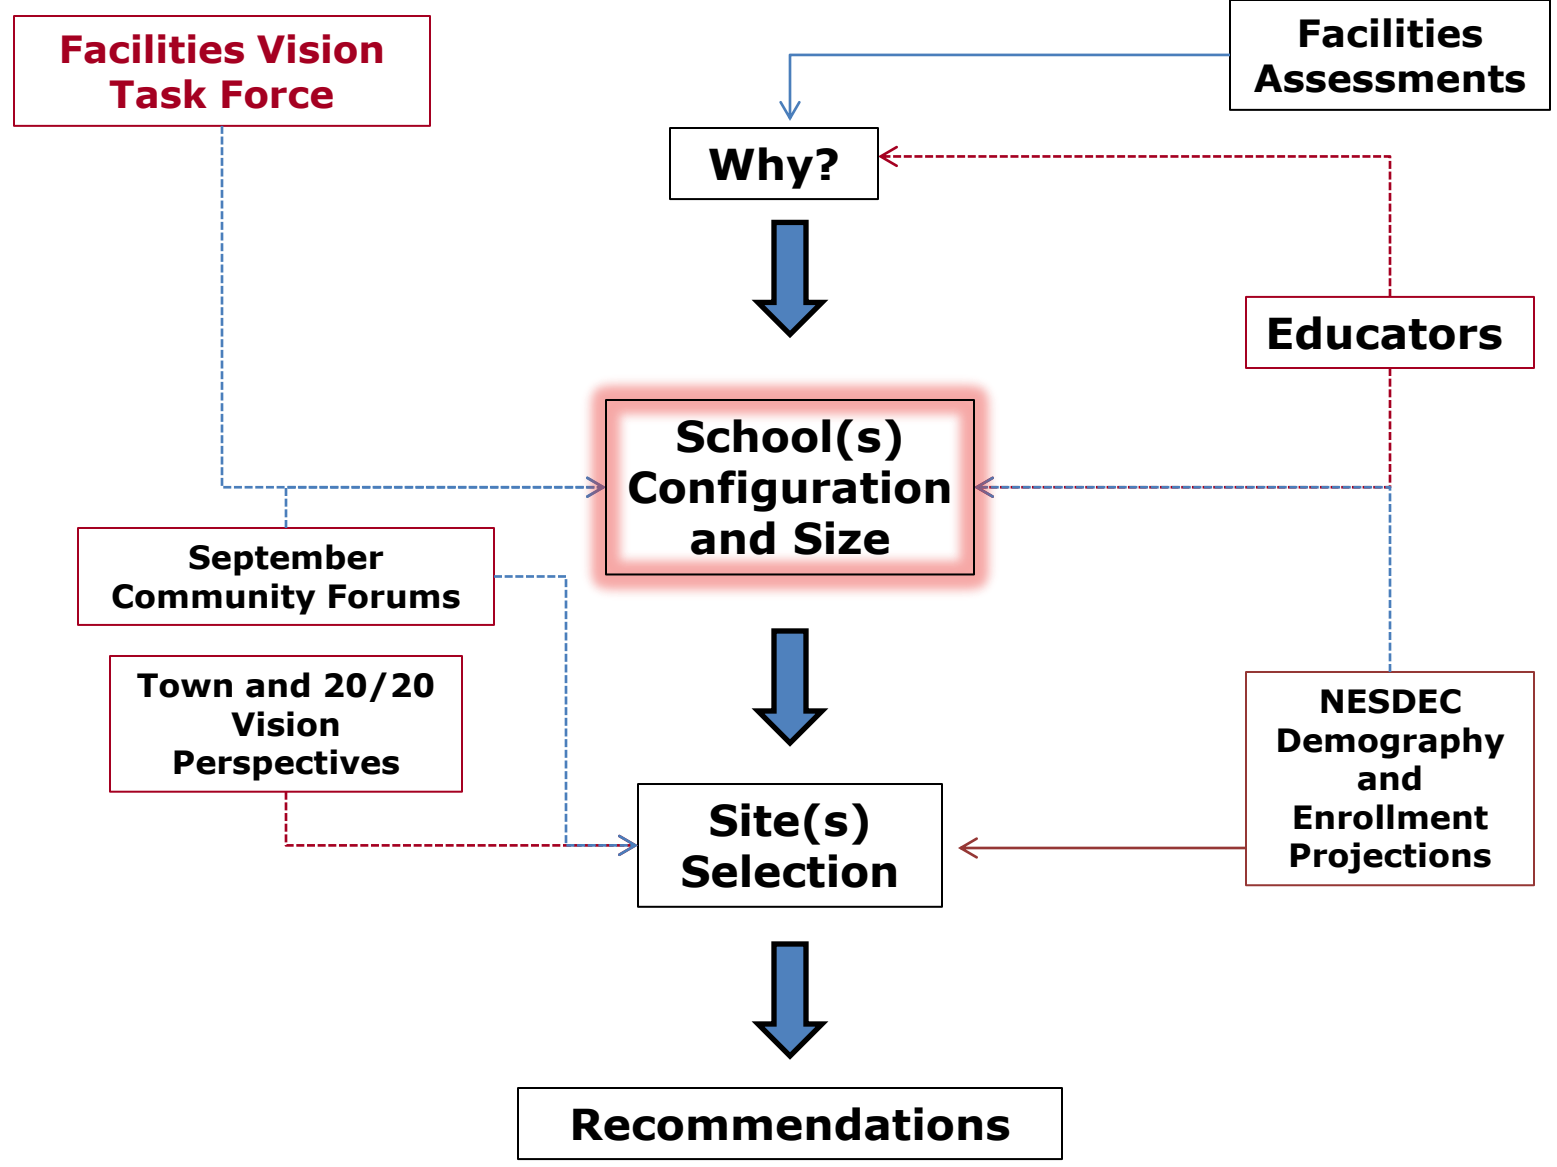 Facilities Vision
Task Force
Facilities
Assessments
Why?
Educators
School(s)
Configuration
and Size
September
Community Forums
Town and 20/20
Vision
Perspectives
NESDEC
Demography
and
Enrollment
Projections
Site(s)
Selection
Recommendations